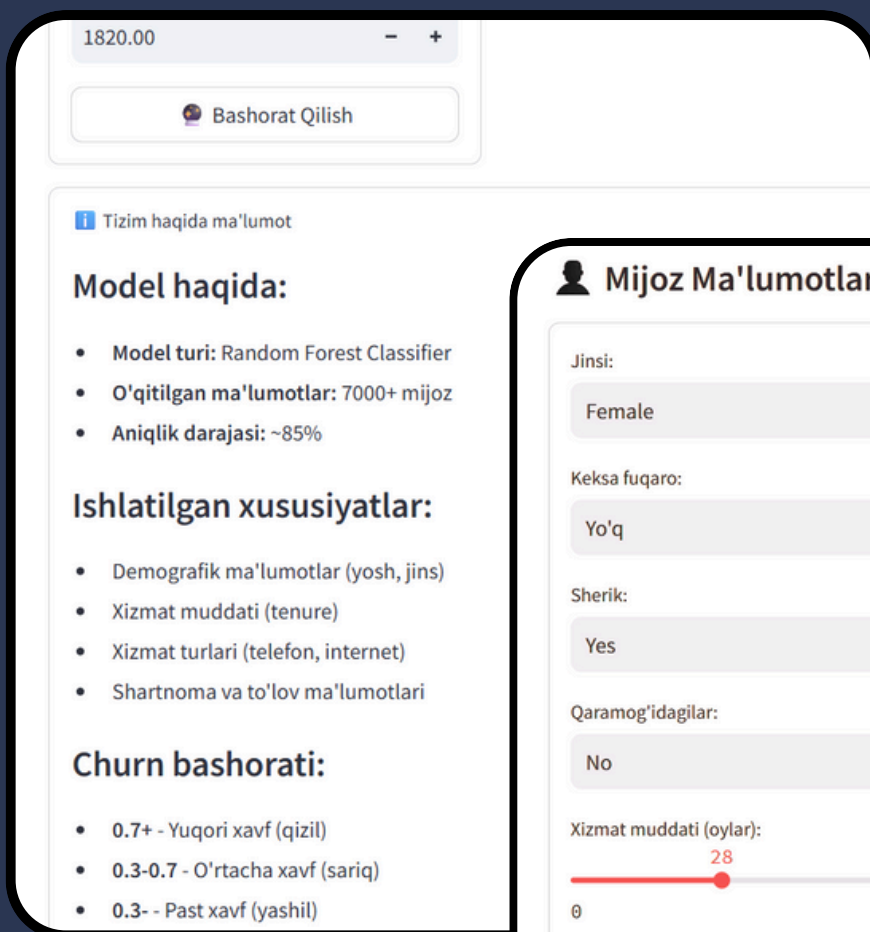 1820.00
- +
🔮 Bashorat Qilish
ℹ️ Tizim haqida ma'lumot
Model haqida:
• Model turi: Random Forest Classifier
• O'qitilgan ma'lumotlar: 7000+ mijoz
• Aniqlik darajasi: ~85%
Ishlatilgan xususiyatlar:
• Demografik ma'lumotlar (yosh, jins)
• Xizmat muddati (tenure)
• Xizmat turlari (telefon, internet)
• Shartnoma va to'lov ma'lumotlari
Churn bashorati:
• 0.7+ - Yuqori xavf (qizil)
• 0.3-0.7 - O'rtacha xavf (sariq)
• 0.3- - Past xavf (yashil)
Mijoz Ma'lumotlar
Jinsi:
Female
Keksa fuqaro:
Yo'q
Sherik:
Yes
Qaramog'idagilar:
No
Xizmat muddati (oylar):
28
0